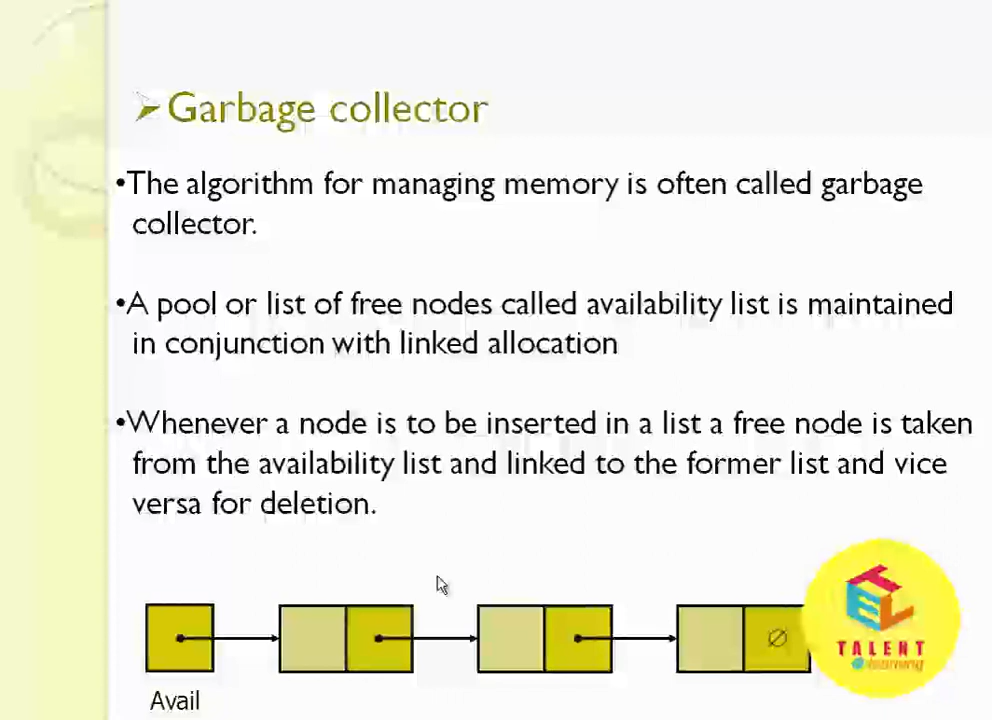 ➢Garbage collector
•The algorithm for managing memory is often called garbage
collector.
•A pool or list of free nodes called availability list is maintained
in conjunction with linked allocation
•Whenever a node is to be inserted in a list a free node is taken
from the availability list and linked to the former list and vice
versa for deletion.
∅
TEL
TALENT
elearning
Avail